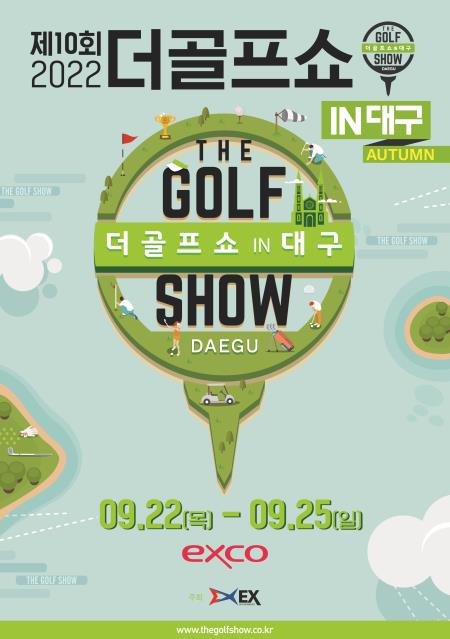 제10회
2022
더골프쇼
THE
GOLF
더골프쇼 IN 대구
SHOW
DAEGU
IN 대구
AUTUMN
THE
GOLF
더 골 프 쇼 IN 대 구
SHOW
DAEGU
THE GOLF SHOW
THE GOLF SHOW
THE GOLF SHOW
09.22(목) - 09.25(일)
exco
주최
EX
www.thegolfshow.co.kr